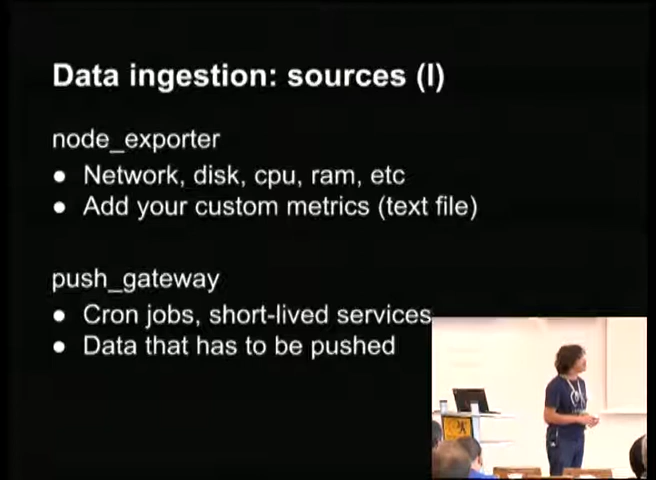 Data ingestion: sources (I)
node_exporter
● Network, disk, cpu, ram, etc
● Add your custom metrics (text file)
push_gateway
● Cron jobs, short-lived services
● Data that has to be pushed